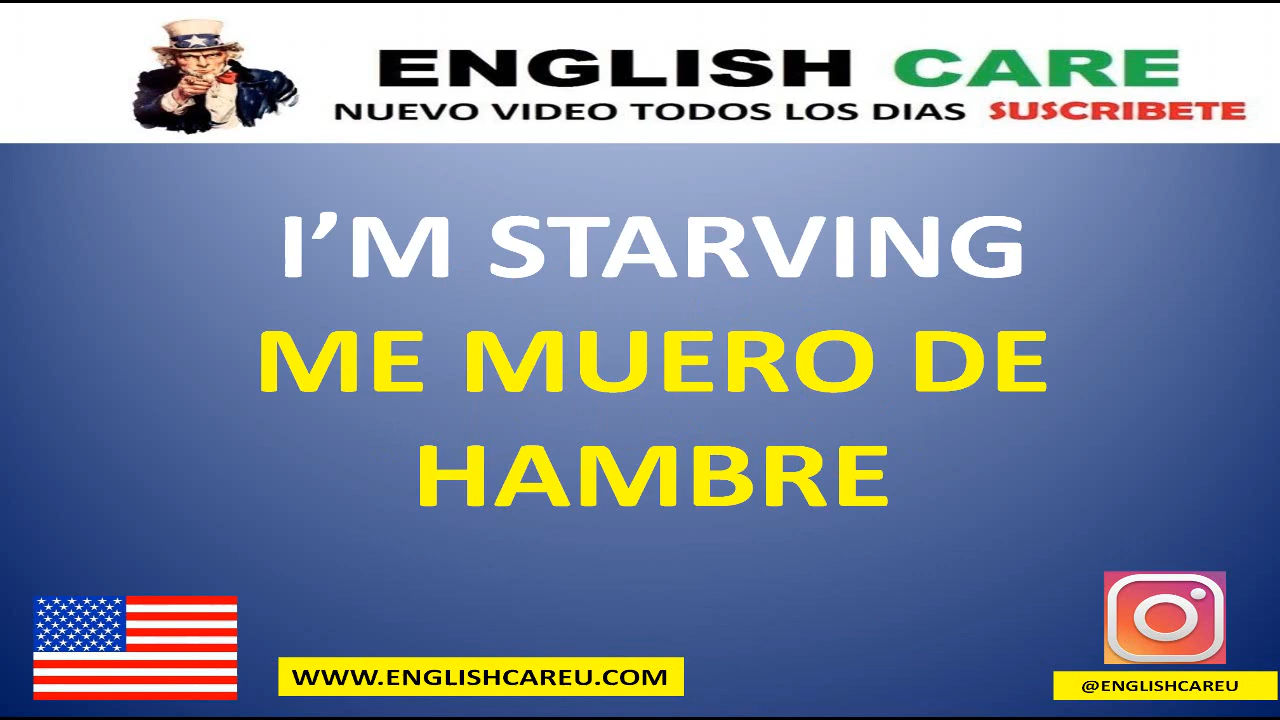 ENGLISH CARE
NUEVO VIDEO TODOS LOS DIAS SUSCRIBETE
I'M STARVING
ME MUERO DE
HAMBRE
WWW.ENGLISHCAREU.COM
@ENGLISHCAREU